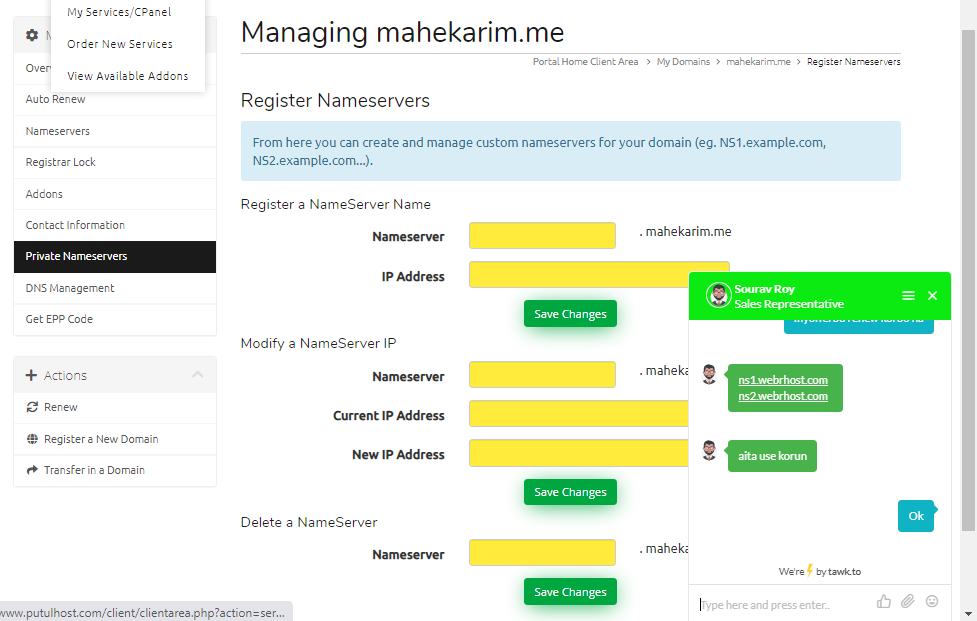 My Services/CPanel
Order New Services
View Available Addons
Auto Renew
Nameservers
Registrar Lock
Addons
Contact Information
Private Nameservers
DNS Management
Get EPP Code
Actions
Renew
Register a New Domain
Transfer in a Domain
Managing mahekarim.me
Portal Home Client Area > My Domains > mahekarim.me > Register Nameservers
Register Nameservers
From here you can create and manage custom nameservers for your domain (eg. NS1.example.com,
NS2.example.com...).
Register a NameServer Name
Nameserver . mahekarim.me
IP Address
Save Changes
Modify a NameServer IP
Nameserver . maheka
Current IP Address
New IP Address
Save Changes
Delete a NameServer
Nameserver . maheka
Save Changes
Sourav Roy
Sales Representative
ns1.webrhost.com
ns2.webrhost.com
aita use korun
Ok
We're by tawk.to
Type here and press enter..
www.putulhost.com/client/clientarea.php?action=ser...